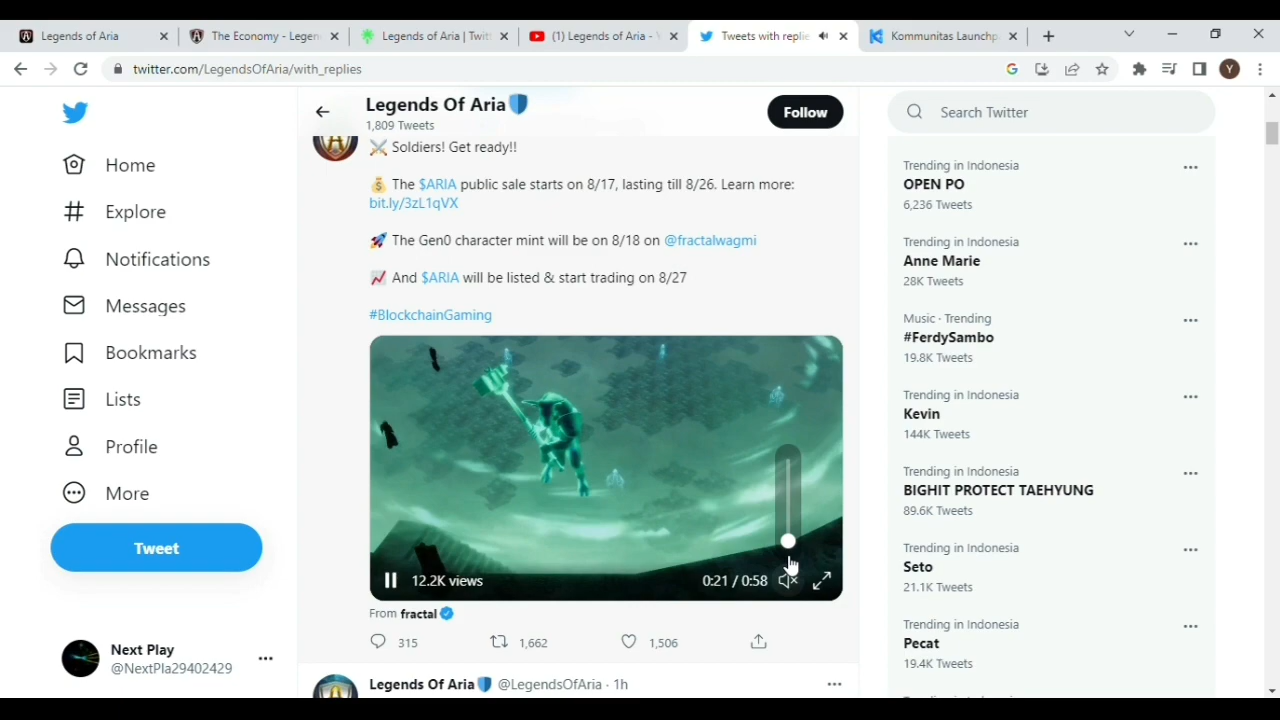 Legends of Aria
The Economy - Legen
Legends of Aria | Twit
(1) Legends of Aria -
Tweets with replie
Kommunitas Launchp
twitter.com/LegendsOfAria/with_replies
Y
Home
Explore
Notifications
Messages
Bookmarks
Lists
Profile
More
Tweet
Next Play
@NextPla29402429
Legends Of Aria
1,809 Tweets
Follow
Soldiers! Get ready!!
The $ARIA public sale starts on 8/17, lasting till 8/26. Learn more:
bit.ly/3zL1qVX
The Gen0 character mint will be on 8/18 on @fractalwagmi
And $ARIA will be listed & start trading on 8/27
#BlockchainGaming
12.2K views
0:21 / 0:58
From fractal
315
1,662
1,506
Legends Of Aria @LegendsOfAria · 1h
Search Twitter
Trending in Indonesia
OPEN PO
6,236 Tweets
Trending in Indonesia
Anne Marie
28K Tweets
Music · Trending
#FerdySambo
19.8K Tweets
Trending in Indonesia
Kevin
144K Tweets
Trending in Indonesia
BIGHIT PROTECT TAEHYUNG
89.6K Tweets
Trending in Indonesia
Seto
21.1K Tweets
Trending in Indonesia
Pecat
19.4K Tweets